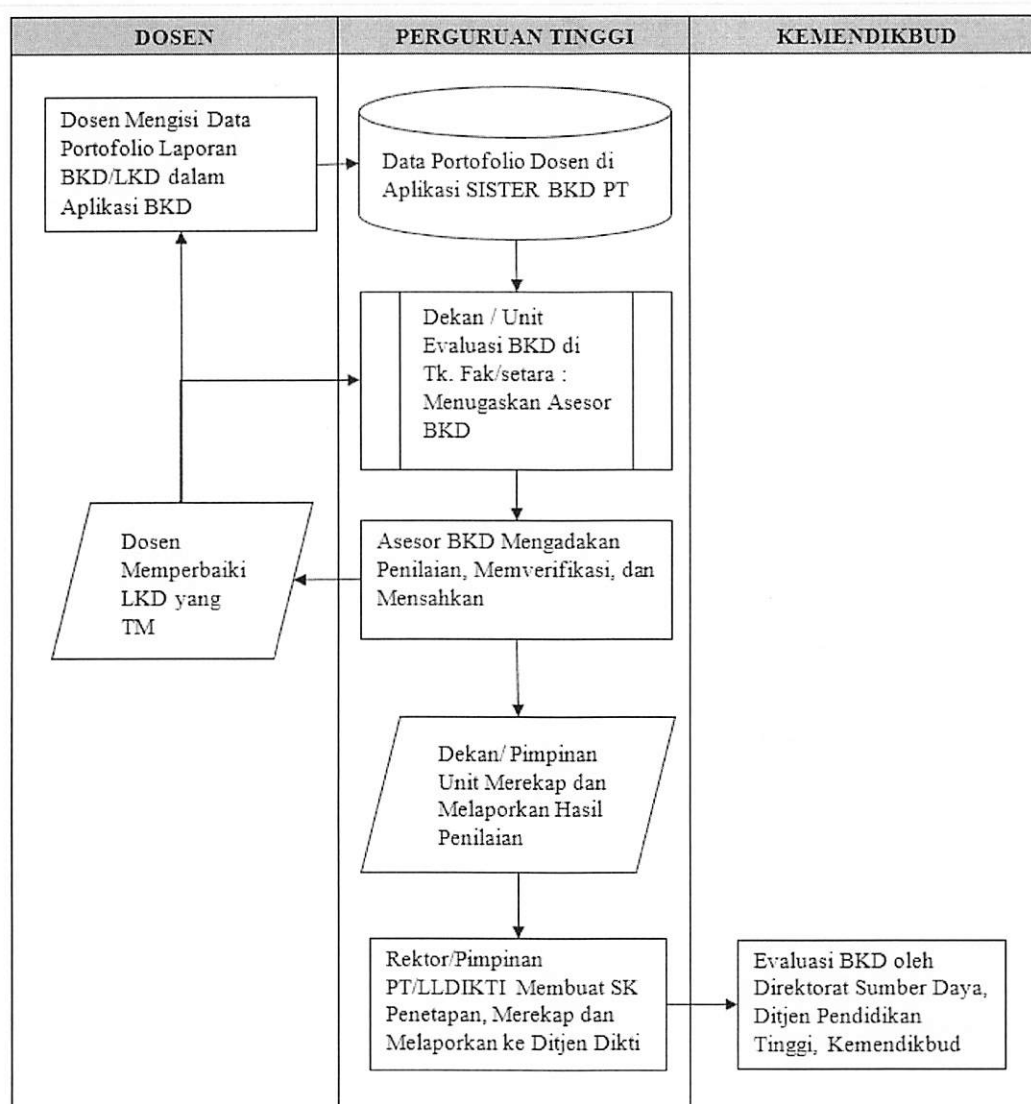 DOSEN
PERGURUAN TINGGI
KEMENDIKBUD
Dosen Mengisi Data
Portofolio Laporan
BKD/LKD dalam
Aplikasi BKD
Data Portofolio Dosen di
Aplikasi SISTER BKD PT
Dekan / Unit
Evaluasi BKD di
Tk. Fak/setara :
Menugaskan Asesor
BKD
Dosen
Memperbaiki
LKD yang
TM
Asesor BKD Mengadakan
Penilaian, Memverifikasi, dan
Mensahkan
Dekan/ Pimpinan
Unit Merekap dan
Melaporkan Hasil
Penilaian
Rektor/Pimpinan
PT/LLDIKTI Membuat SK
Penetapan, Merekap dan
Melaporkan ke Ditjen Dikti
Evaluasi BKD oleh
Direktorat Sumber Daya,
Ditjen Pendidikan
Tinggi, Kemendikbud